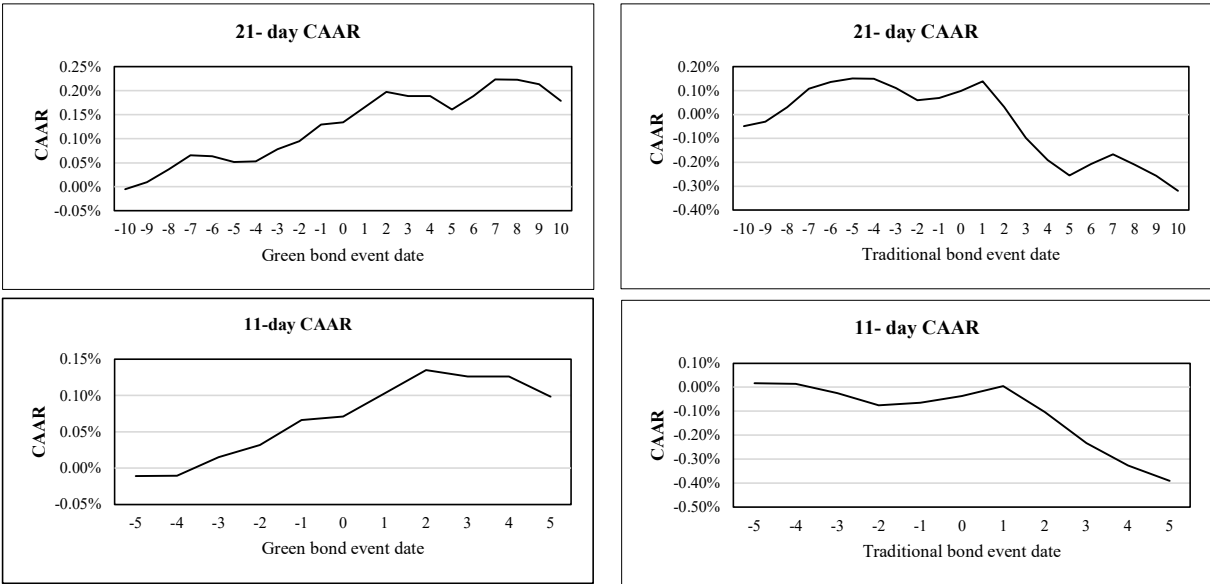 21- day CAAR
0.25%
0.20%
0.15%
0.10%
0.05%
0.00%
-0.05%
CAAR
-10 -9 -8 -7 -6 -5 -4 -3 -2 -1 0 1 2 3 4 5 6 7 8 9 10
Green bond event date
21- day CAAR
0.20%
0.10%
0.00%
-0.10%
-0.20%
-0.30%
-0.40%
CAAR
-10 -9 -8 -7 -6 -5 -4 -3 -2 -1 0 1 2 3 4 5 6 7 8 9 10
Traditional bond event date
11-day CAAR
0.15%
0.10%
0.05%
0.00%
-0.05%
CAAR
-5 -4 -3 -2 -1 0 1 2 3 4 5
Green bond event date
11- day CAAR
0.10%
0.00%
-0.10%
-0.20%
-0.30%
-0.40%
-0.50%
CAAR
-5 -4 -3 -2 -1 0 1 2 3 4 5
Traditional bond event date